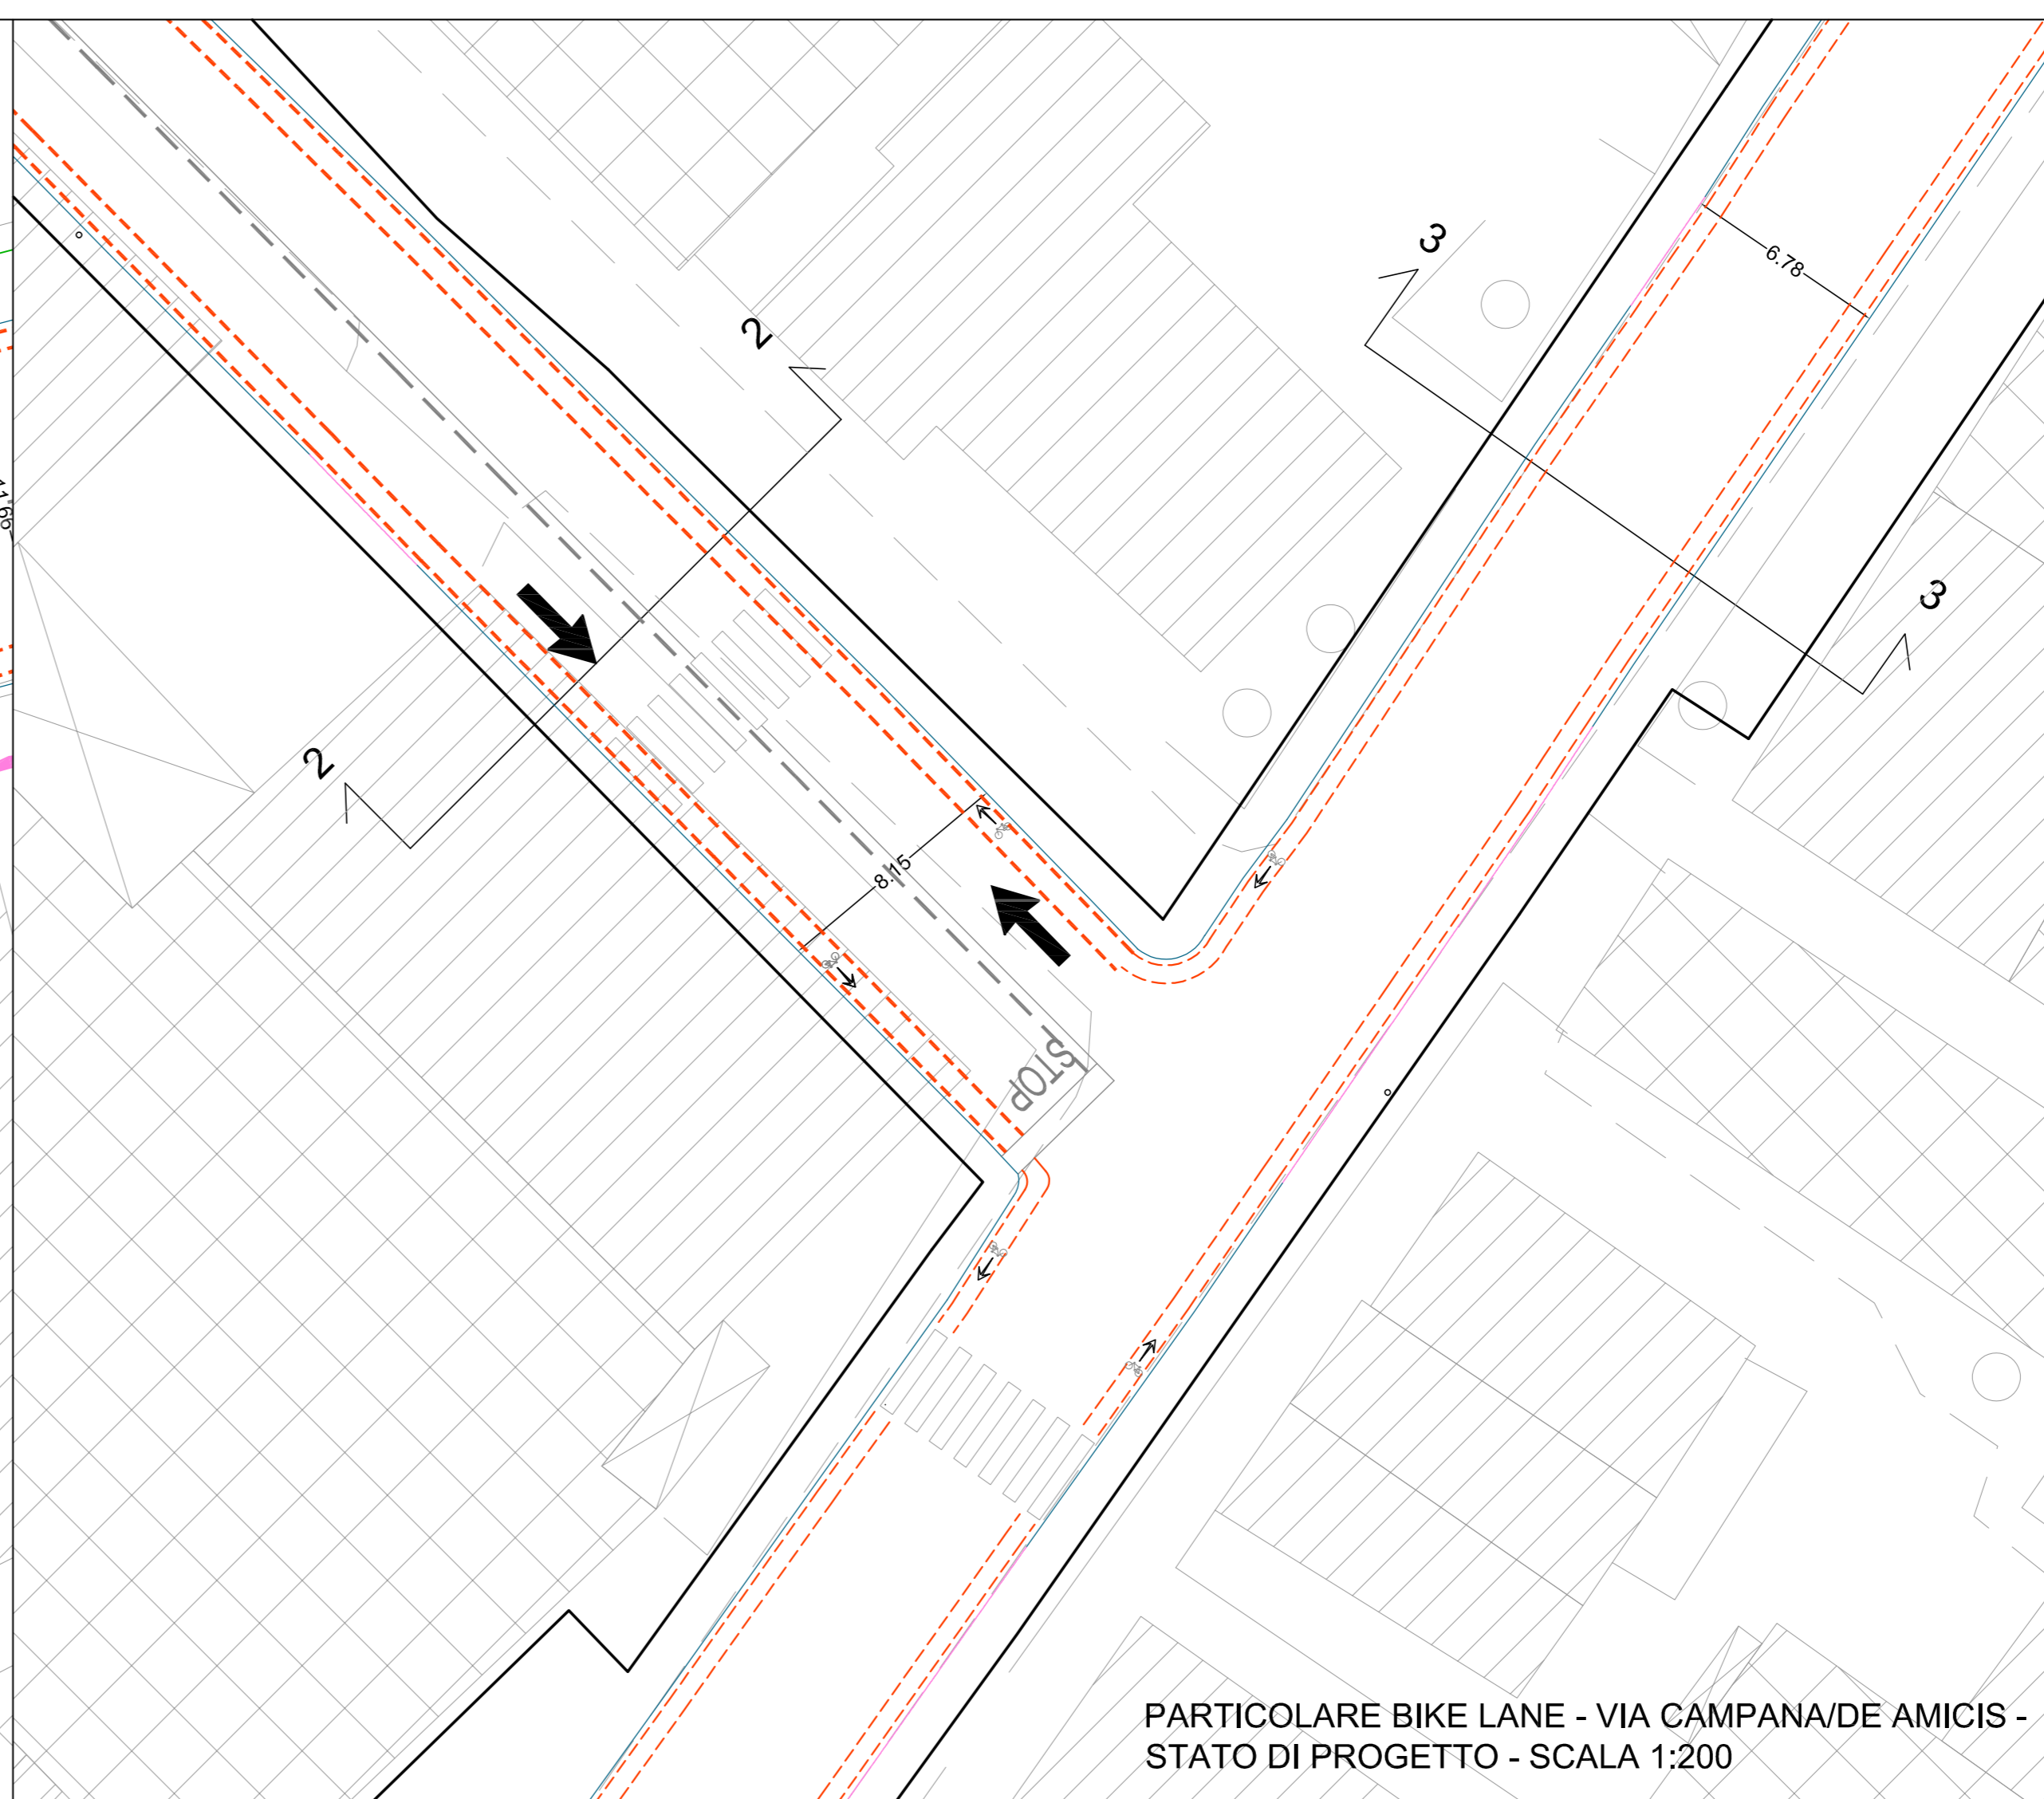 3
6.78
2
3
2
8.15
STOP
PARTICOLARE BIKE LANE - VIA CAMPANA/DE AMICIS -
STATO DI PROGETTO - SCALA 1:200